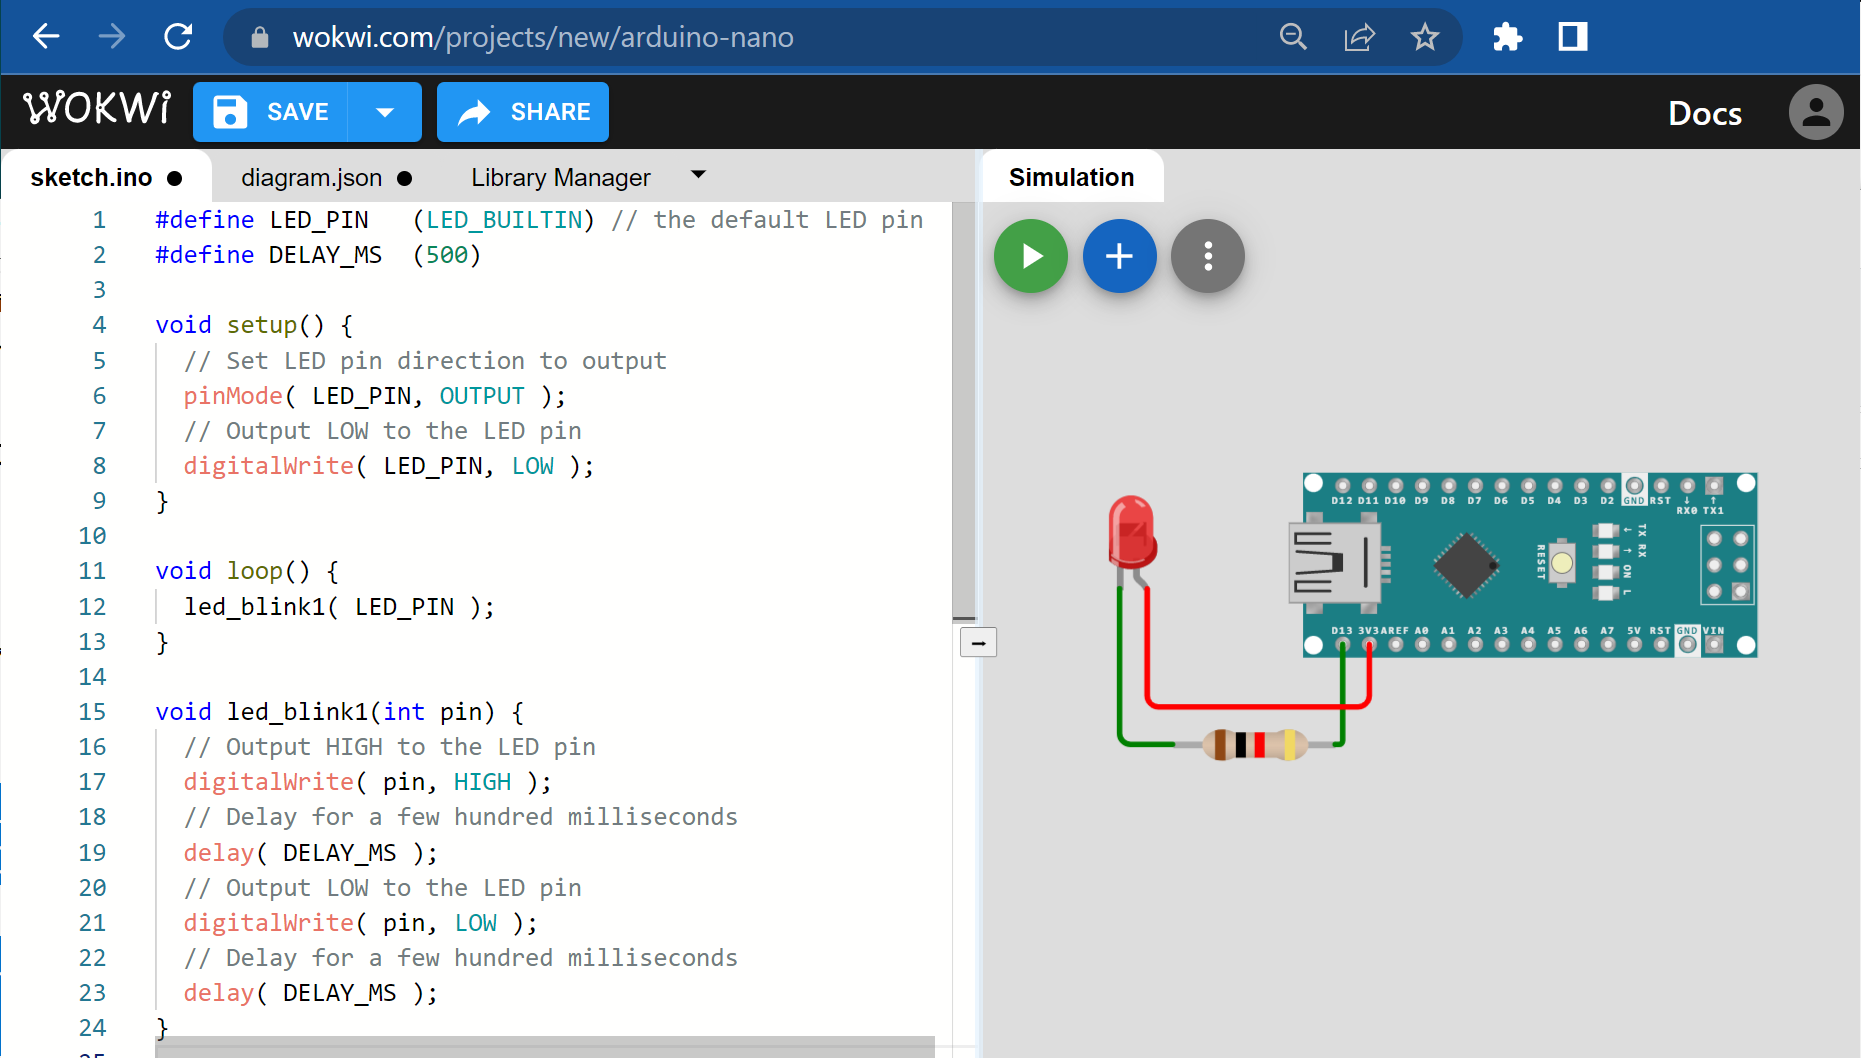 wokwi.com/projects/new/arduino-nano
WOKWi SAVE SHARE Docs
sketch.ino ● diagram.json ● Library Manager
Simulation
1 #define LED_PIN   (LED_BUILTIN) // the default LED pin
2 #define DELAY_MS  (500)
3
4 void setup() {
5   // Set LED pin direction to output
6   pinMode( LED_PIN, OUTPUT );
7   // Output LOW to the LED pin
8   digitalWrite( LED_PIN, LOW );
9 }
10
11 void loop() {
12   led_blink1( LED_PIN );
13 }
14
15 void led_blink1(int pin) {
16   // Output HIGH to the LED pin
17   digitalWrite( pin, HIGH );
18   // Delay for a few hundred milliseconds
19   delay( DELAY_MS );
20   // Output LOW to the LED pin
21   digitalWrite( pin, LOW );
22   // Delay for a few hundred milliseconds
23   delay( DELAY_MS );
24 }
25
D12 D11 D10 D9 D8 D7 D6 D5 D4 D3 D2 GND RST
RX0 TX1
RESET
TX
RX
ON
L
D13 3V3 AREF A0 A1 A2 A3 A4 A5 A6 A7 5V RST GND VIN